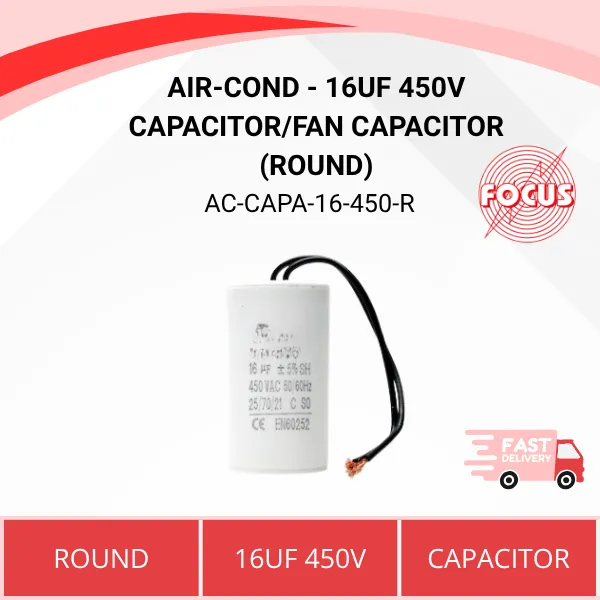 AIR-COND - 16UF 450V
CAPACITOR/FAN CAPACITOR
(ROUND)
AC-CAPA-16-450-R
FOCUS
16 µF ± 5% SH
450 VAC 50/60Hz
25/70/21 C S0
CE EN60252
FAST
DELIVERY
ROUND
16UF 450V
CAPACITOR